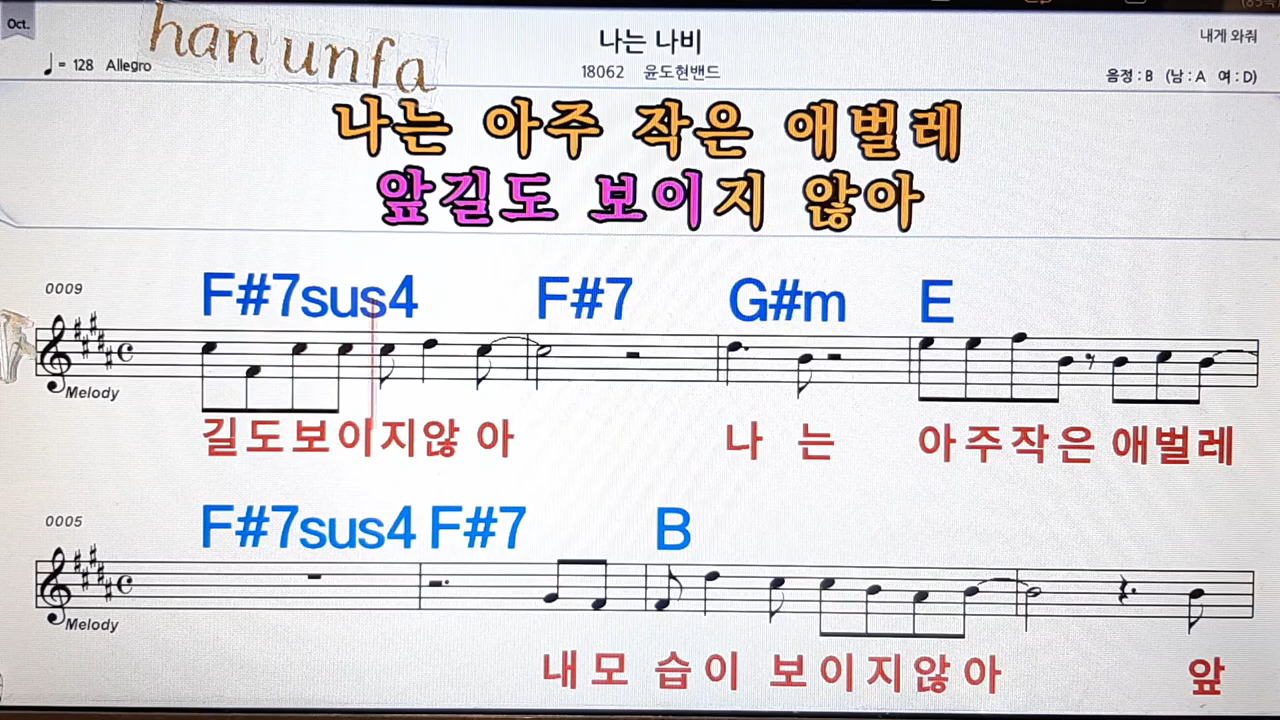 Oct.
han unfa
나는 나비
내게 와줘
♩= 128 Allegro
18062 윤도현밴드
음정 : B (남 : A 여 : D)
나는 아주 작은 애벌레
앞길도 보이지 않아
0009
F#7sus4 F#7 G#m E
Melody
길도보이지않 아 나 는 아주작은 애벌레
0005
F#7sus4 F#7 B
Melody
내모 습이 보이지않아 앞